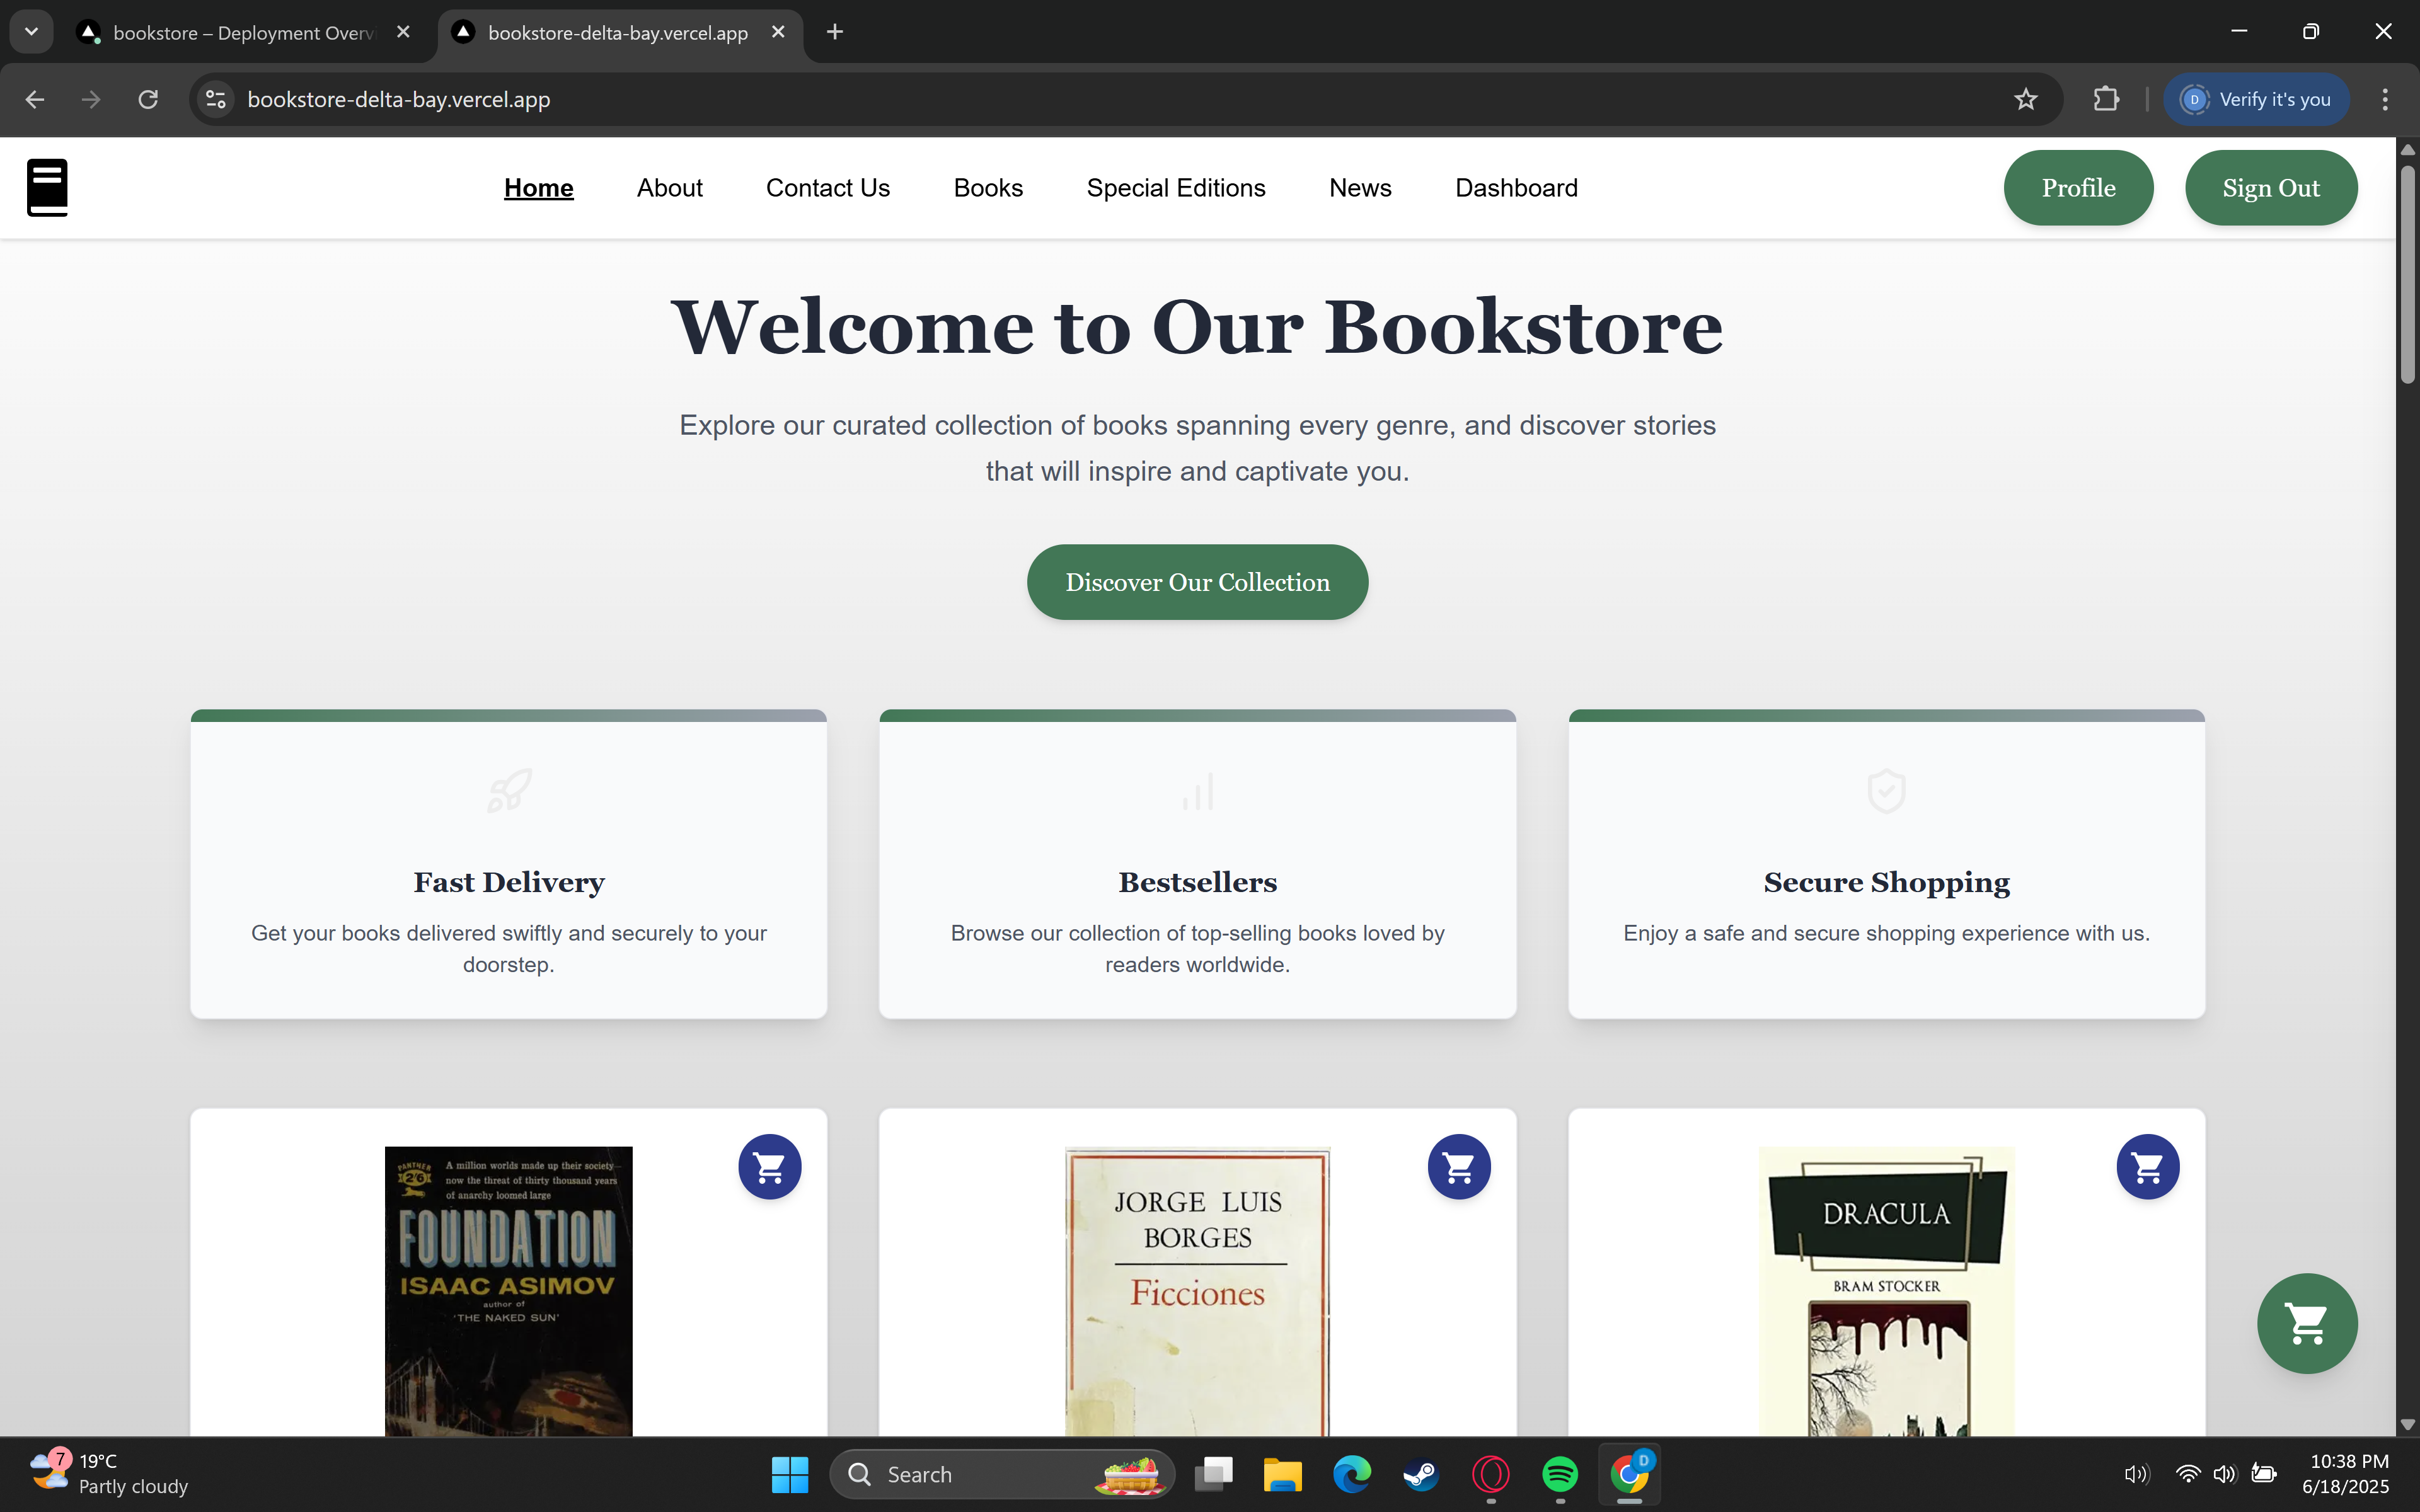 bookstore – Deployment Overvi
bookstore-delta-bay.vercel.app
bookstore-delta-bay.vercel.app
D
Verify it's you
Home
About
Contact Us
Books
Special Editions
News
Dashboard
Profile
Sign Out
Welcome to Our Bookstore
Explore our curated collection of books spanning every genre, and discover stories
that will inspire and captivate you.
Discover Our Collection
Fast Delivery
Get your books delivered swiftly and securely to your
doorstep.
Bestsellers
Browse our collection of top-selling books loved by
readers worldwide.
Secure Shopping
Enjoy a safe and secure shopping experience with us.
PANTHER
2'6
A million worlds made up their society—
now the threat of thirty thousand years
of anarchy loomed large
FOUNDATION
ISAAC ASIMOV
author of
'THE NAKED SUN'
JORGE LUIS
BORGES
Ficciones
DRACULA
BRAM STOCKER
7
19°C
Partly cloudy
Search
D
10:38 PM
6/18/2025